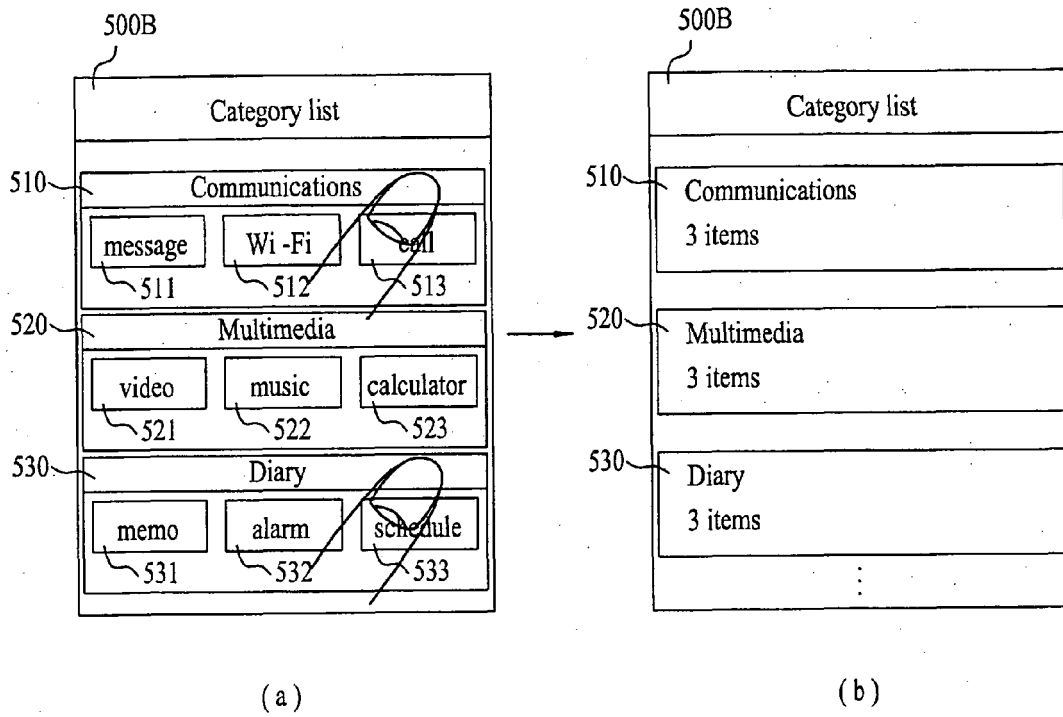 500B
Category list
510
Communications
message
Wi -Fi
call
511
512
513
520
Multimedia
video
music
calculator
521
522
523
530
Diary
memo
alarm
schedule
531
532
533
(a)
500B
Category list
510
Communications
3 items
520
Multimedia
3 items
530
Diary
3 items
(b)